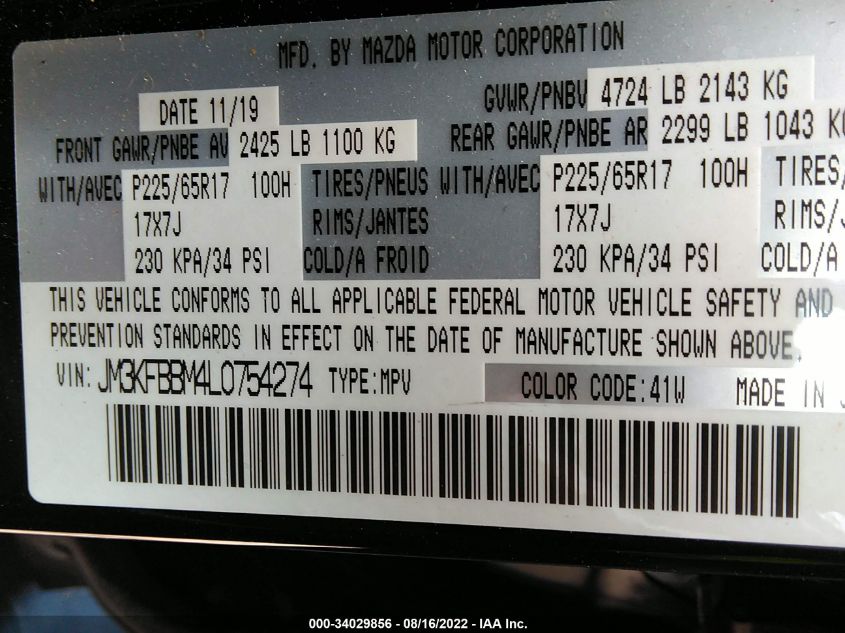 MFD. BY MAZDA MOTOR CORPORATION
DATE 11/19 GVWR/PNBV 4724 LB 2143 KG
FRONT GAWR/PNBE AV 2425 LB 1100 KG REAR GAWR/PNBE AR 2299 LB 1043 KG
WITH/AVEC P225/65R17 100H TIRES/PNEUS WITH/AVEC P225/65R17 100H TIRES/
17X7J RIMS/JANTES 17X7J RIMS/J
230 KPA/34 PSI COLD/A FROID 230 KPA/34 PSI COLD/A
THIS VEHICLE CONFORMS TO ALL APPLICABLE FEDERAL MOTOR VEHICLE SAFETY AND
PREVENTION STANDARDS IN EFFECT ON THE DATE OF MANUFACTURE SHOWN ABOVE.
VIN: JM3KFBBM4L0754274 TYPE:MPV COLOR CODE:41W MADE IN J
000-34029856 - 08/16/2022 - IAA Inc.